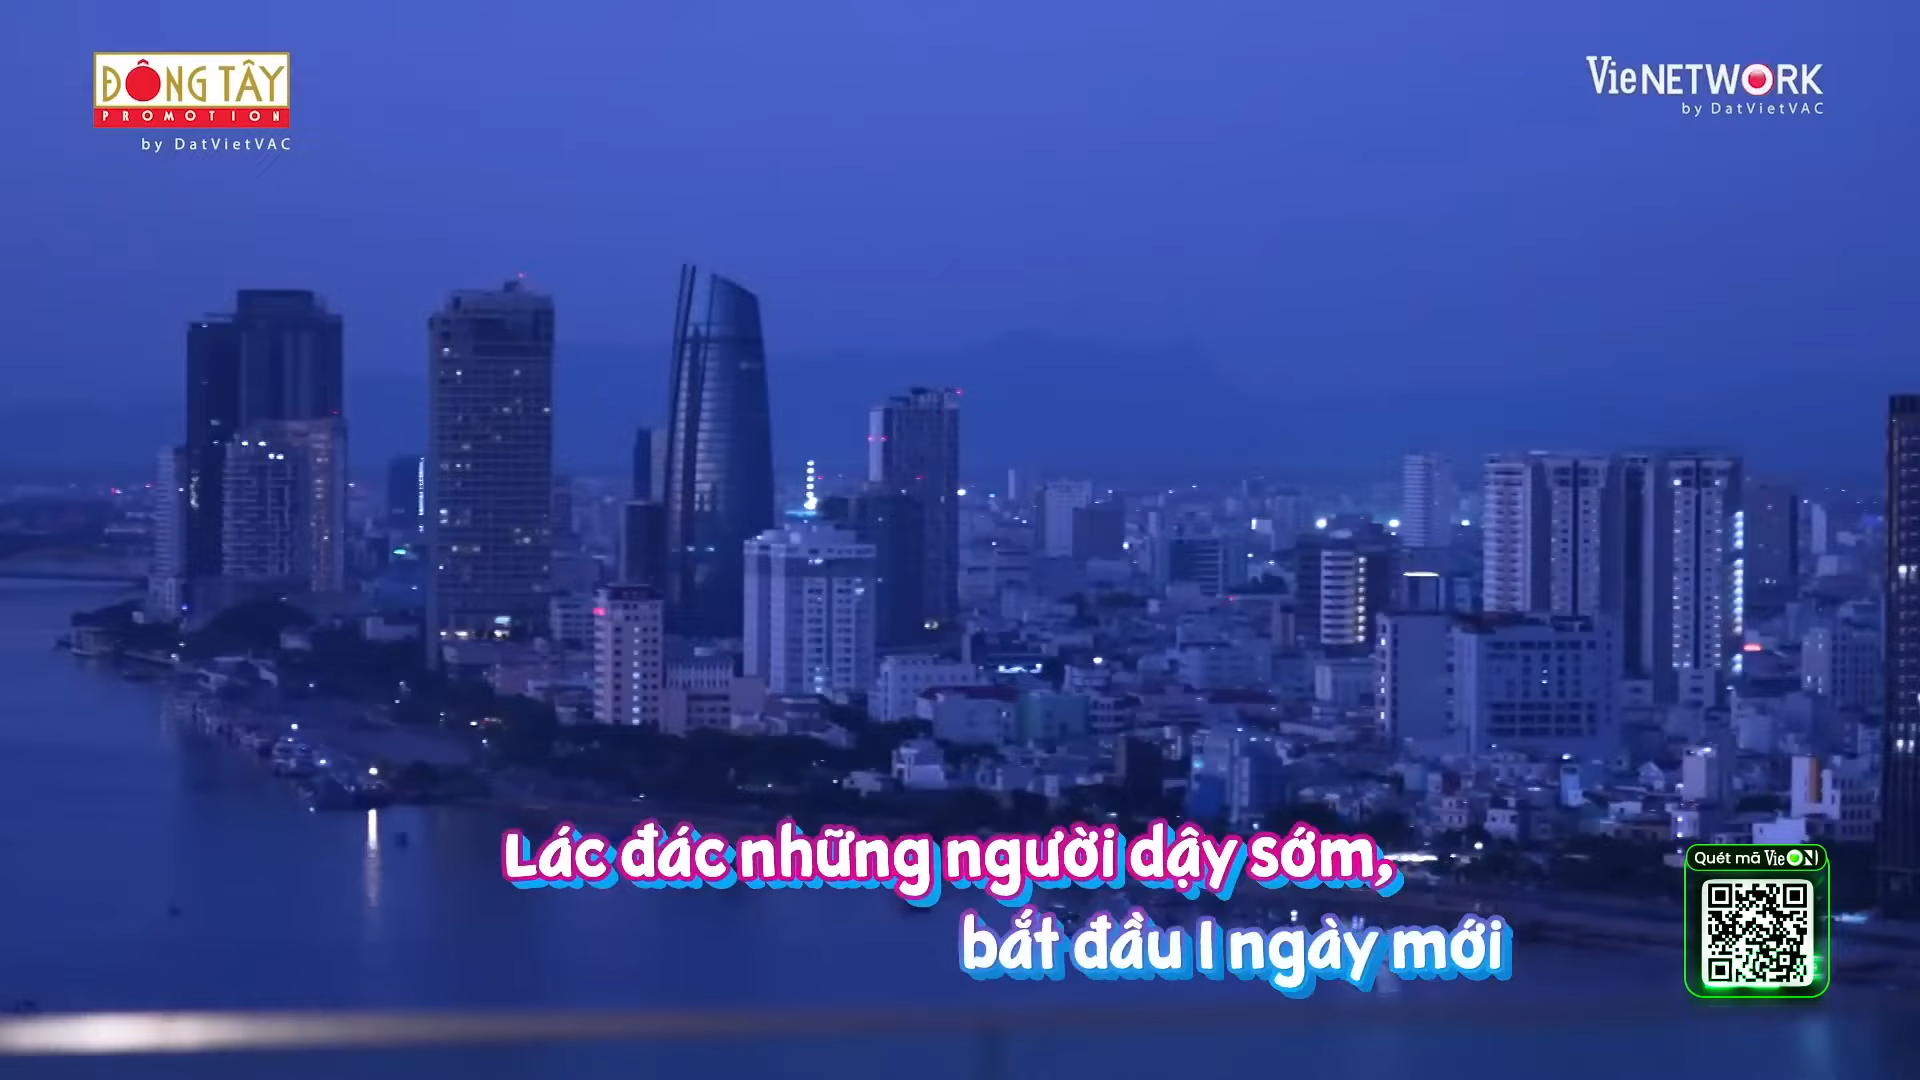 ĐÔNG TÂY
PROMOTION
by DatVietVAC
VieNETWORK
by DatVietVAC
Lác đác những người dậy sớm,
bắt đầu 1 ngày mới
Quét mã VieON